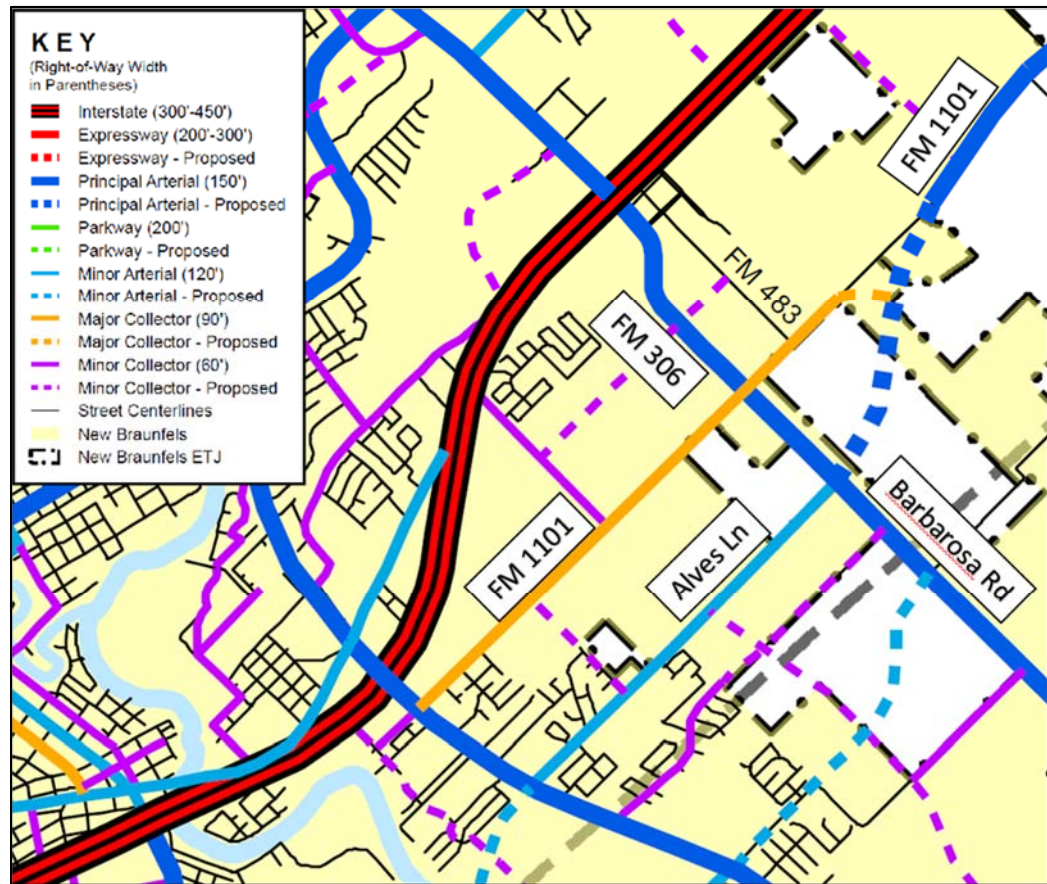 KEY
(Right-of-Way Width
in Parentheses)
Interstate (300'-450')
Expressway (200'-300')
Expressway - Proposed
Principal Arterial (150')
Principal Arterial - Proposed
Parkway (200')
Parkway - Proposed
Minor Arterial (120')
Minor Arterial - Proposed
Major Collector (90')
Major Collector - Proposed
Minor Collector (60')
Minor Collector - Proposed
Street Centerlines
New Braunfels
New Braunfels ETJ
FM 1101
FM 483
FM 306
Barbarosa Rd
Alves Ln
FM 1101